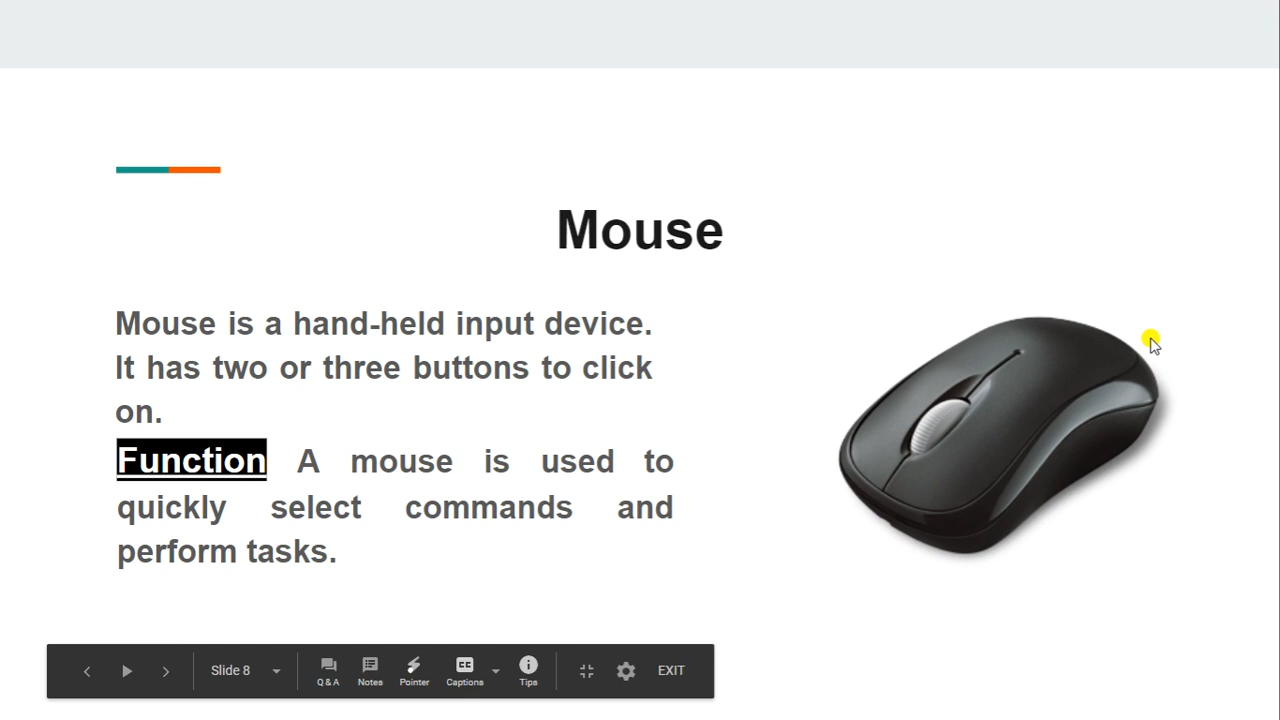 Mouse
Mouse is a hand-held input device.
It has two or three buttons to click
on.
Function A mouse is used to
quickly select commands and
perform tasks.
Slide 8
Q & A
Notes
Pointer
CC
Captions
Tips
EXIT